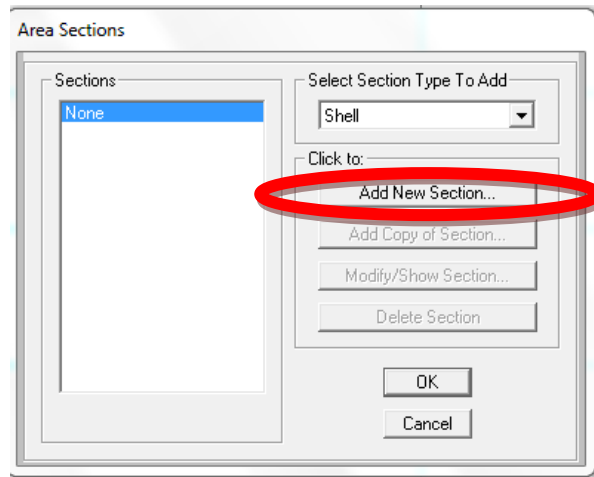 Area Sections
Sections
None
Select Section Type To Add
Shell
Click to:
Add New Section...
Add Copy of Section...
Modify/Show Section...
Delete Section
OK
Cancel